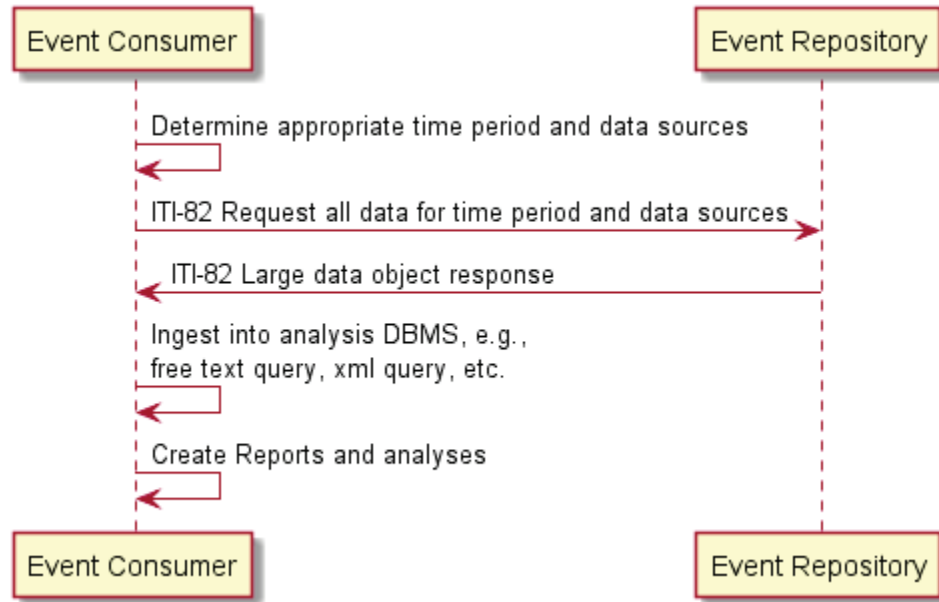 Event Consumer
Event Repository
Determine appropriate time period and data sources
ITI-82 Request all data for time period and data sources
ITI-82 Large data object response
Ingest into analysis DBMS, e.g.,
free text query, xml query, etc.
Create Reports and analyses
Event Consumer
Event Repository